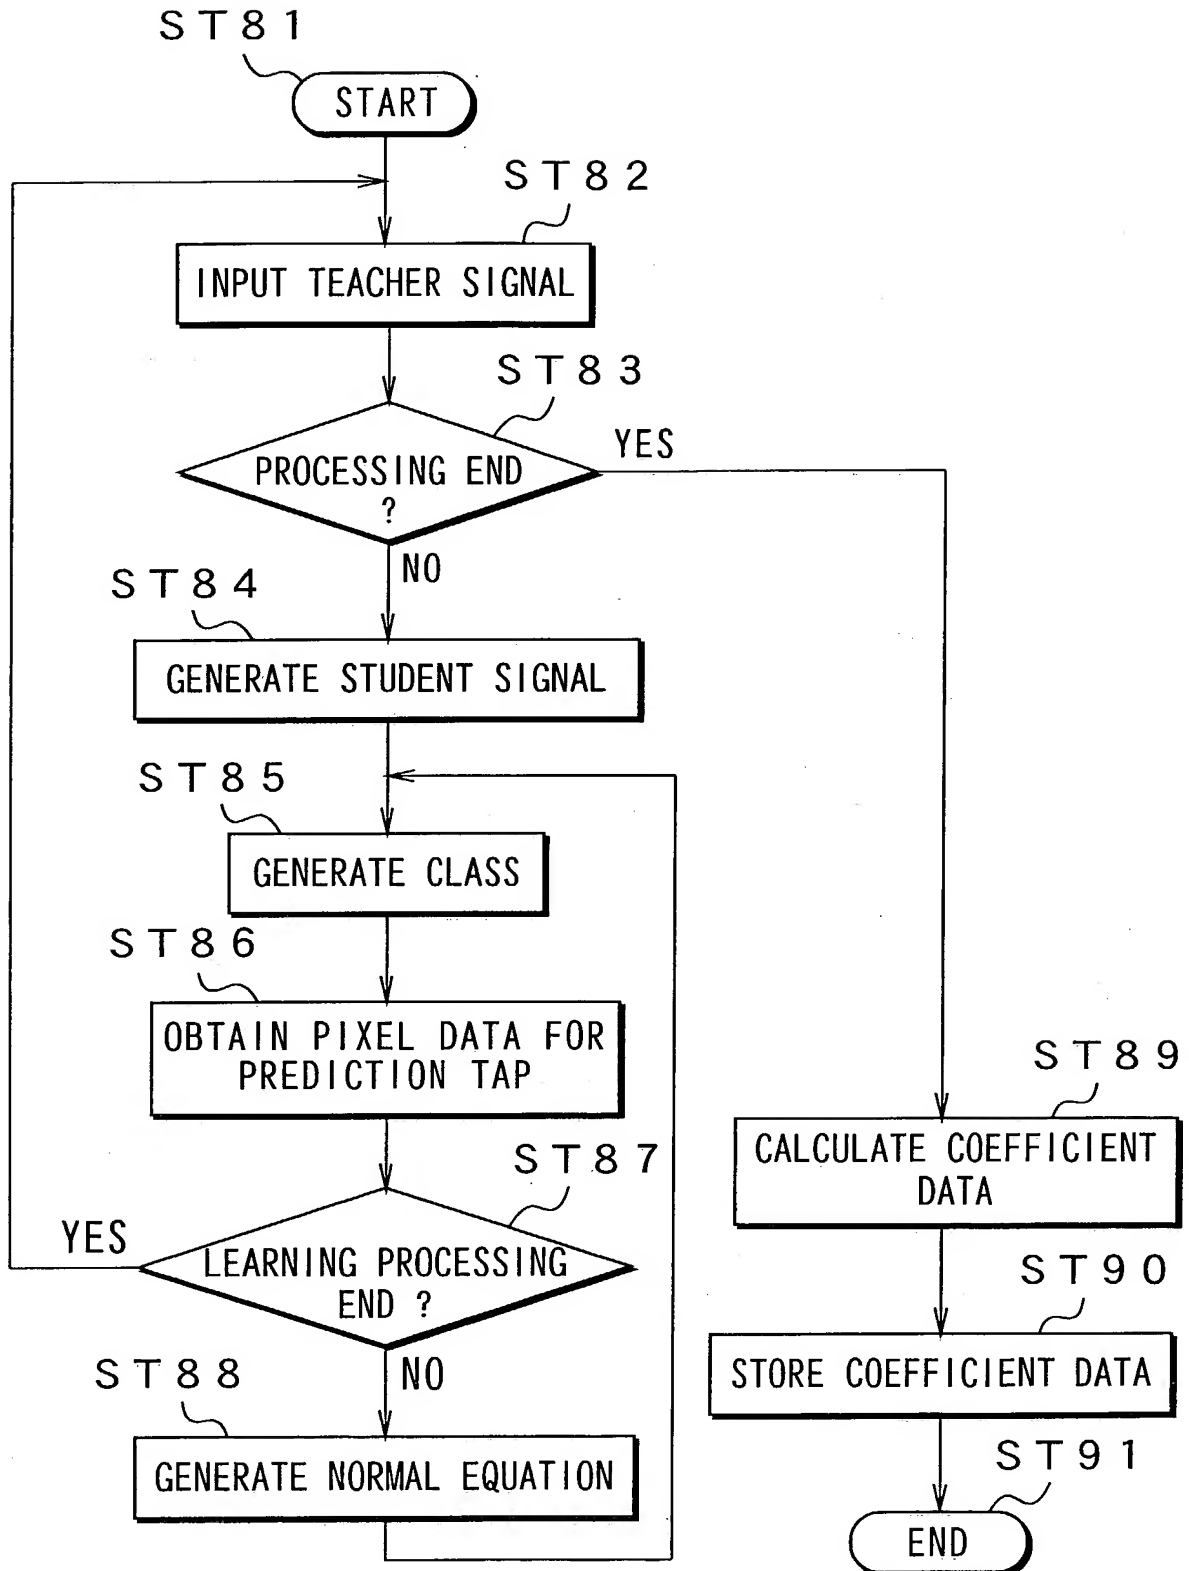 ST81
START
ST82
INPUT TEACHER SIGNAL
ST83
PROCESSING END
?
YES
NO
ST84
GENERATE STUDENT SIGNAL
ST85
GENERATE CLASS
ST86
OBTAIN PIXEL DATA FOR
PREDICTION TAP
ST87
LEARNING PROCESSING
END ?
YES
NO
ST88
GENERATE NORMAL EQUATION
ST89
CALCULATE COEFFICIENT
DATA
ST90
STORE COEFFICIENT DATA
ST91
END